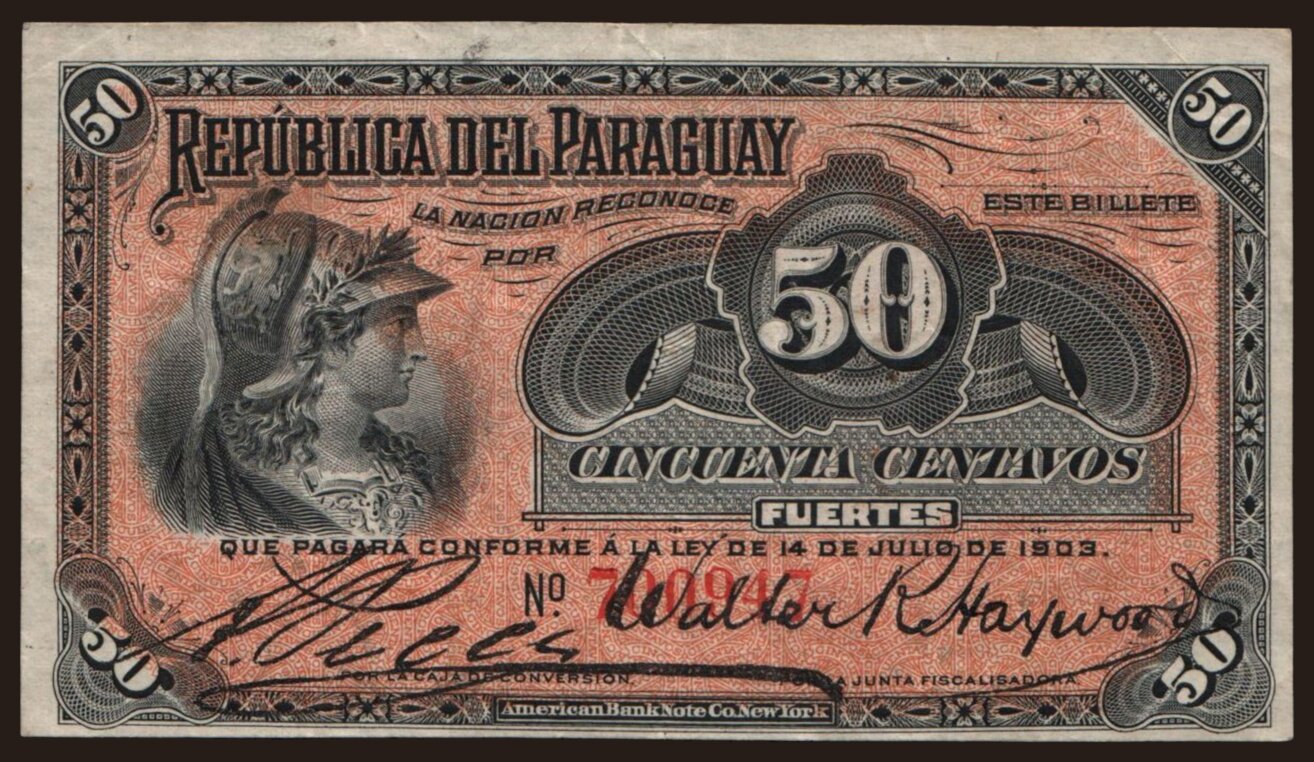 50
50
REPÚBLICA DEL PARAGUAY
LA NACION RECONOCE
ESTE BILLETE
POR
50
CINCUENTA CENTAVOS
FUERTES
QUE PAGARÁ CONFORME Á LA LEY DE 14 DE JULIO DE 1903.
Nº. 700947
Walter R. Haywood
POR LA CAJA DE CONVERSIÓN.
POR LA JUNTA FISCALISADORA
50
50
American Bank Note Co. New York